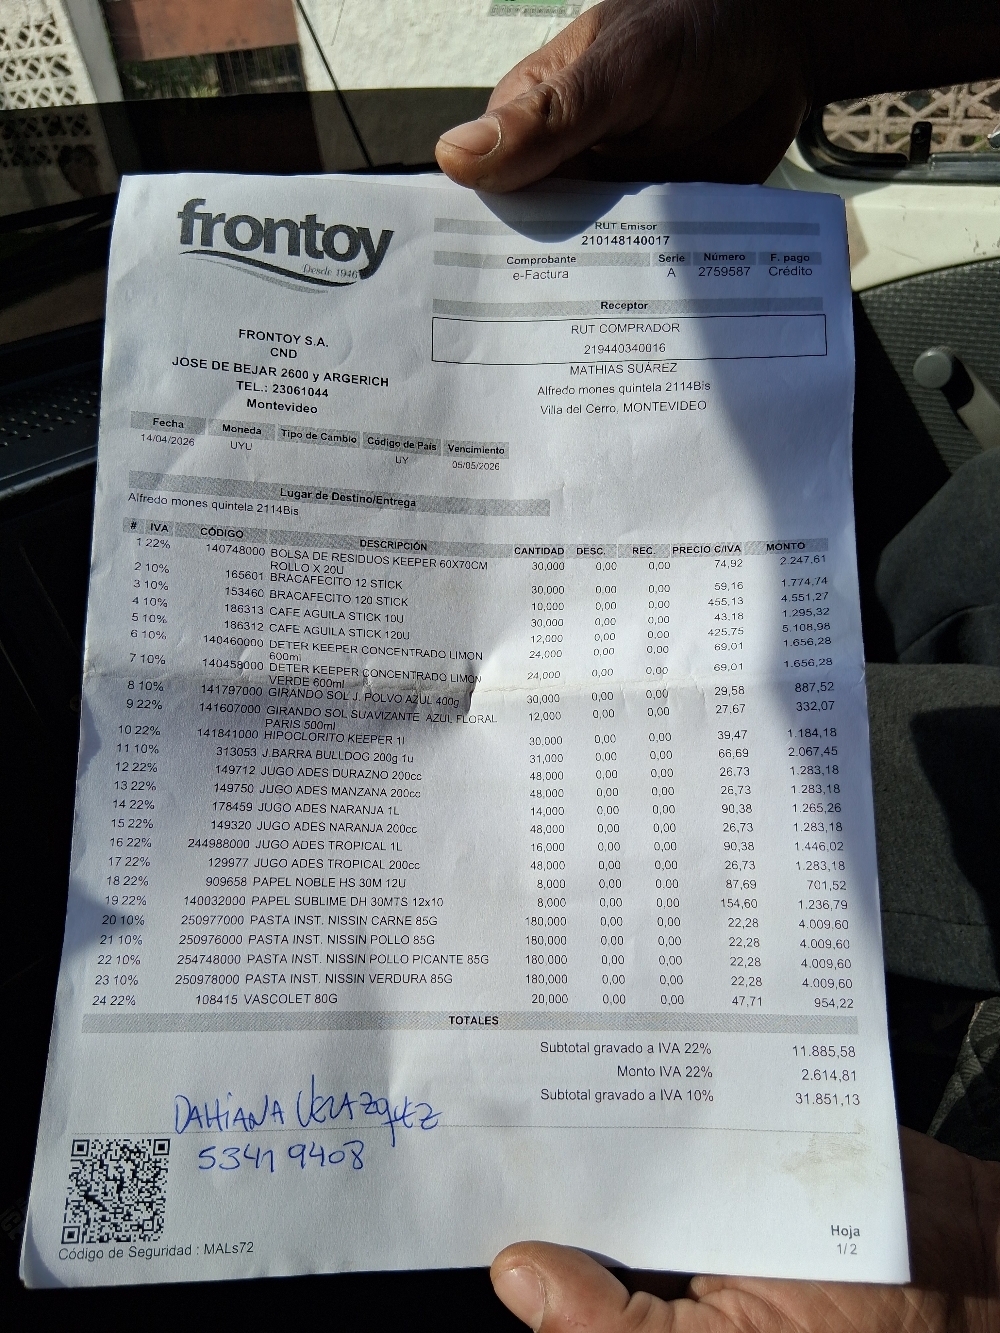 frontoy
Desde 1946
FRONTOY S.A.
CND
JOSE DE BEJAR 2600 y ARGERICH
TEL.: 23061044
Montevideo
RUT Emisor
210148140017
Comprobante Serie Número F. pago
e-Factura A 2759587 Crédito
Receptor
RUT COMPRADOR
219440340016
MATHIAS SUÁREZ
Alfredo mones quintela 2114Bis
Villa del Cerro, MONTEVIDEO
Fecha Moneda Tipo de Cambio Código de País Vencimiento
14/04/2026 UYU UY 05/05/2026
Lugar de Destino/Entrega
Alfredo mones quintela 2114Bis
# IVA CÓDIGO DESCRIPCIÓN CANTIDAD DESC. REC. PRECIO C/IVA MONTO
1 22% 140748000 BOLSA DE RESIDUOS KEEPER 60X70CM 30,000 0,00 0,00 74,92 2.247,61
ROLLO X 20U
2 10% 165601 BRACAFECITO 12 STICK 30,000 0,00 0,00 59,16 1.774,74
3 10% 153460 BRACAFECITO 120 STICK 10,000 0,00 0,00 455,13 4.551,27
4 10% 186313 CAFE AGUILA STICK 10U 30,000 0,00 0,00 43,18 1.295,32
5 10% 186312 CAFE AGUILA STICK 120U 12,000 0,00 0,00 425,75 5.108,98
6 10% 140460000 DETER KEEPER CONCENTRADO LIMON 24,000 0,00 0,00 69,01 1.656,28
600ml
7 10% 140458000 DETER KEEPER CONCENTRADO LIMON 24,000 0,00 0,00 69,01 1.656,28
VERDE 600ml
8 10% 141797000 GIRANDO SOL J. POLVO AZUL 400g 30,000 0,00 0,00 29,58 887,52
9 22% 141607000 GIRANDO SOL SUAVIZANTE AZUL FLORAL 12,000 0,00 0,00 27,67 332,07
PARIS 500ml
10 22% 141841000 HIPOCLORITO KEEPER 1l 30,000 0,00 0,00 39,47 1.184,18
11 10% 313053 J.BARRA BULLDOG 200g 1u 31,000 0,00 0,00 66,69 2.067,45
12 22% 149712 JUGO ADES DURAZNO 200cc 48,000 0,00 0,00 26,73 1.283,18
13 22% 149750 JUGO ADES MANZANA 200cc 48,000 0,00 0,00 26,73 1.283,18
14 22% 178459 JUGO ADES NARANJA 1L 14,000 0,00 0,00 90,38 1.265,26
15 22% 149320 JUGO ADES NARANJA 200cc 48,000 0,00 0,00 26,73 1.283,18
16 22% 244988000 JUGO ADES TROPICAL 1L 16,000 0,00 0,00 90,38 1.446,02
17 22% 129977 JUGO ADES TROPICAL 200cc 48,000 0,00 0,00 26,73 1.283,18
18 22% 909658 PAPEL NOBLE HS 30M 12U 8,000 0,00 0,00 87,69 701,52
19 22% 140032000 PAPEL SUBLIME DH 30MTS 12x10 8,000 0,00 0,00 154,60 1.236,79
20 10% 250977000 PASTA INST. NISSIN CARNE 85G 180,000 0,00 0,00 22,28 4.009,60
21 10% 250976000 PASTA INST. NISSIN POLLO 85G 180,000 0,00 0,00 22,28 4.009,60
22 10% 254748000 PASTA INST. NISSIN POLLO PICANTE 85G 180,000 0,00 0,00 22,28 4.009,60
23 10% 250978000 PASTA INST. NISSIN VERDURA 85G 180,000 0,00 0,00 22,28 4.009,60
24 22% 108415 VASCOLET 80G 20,000 0,00 0,00 47,71 954,22
TOTALES
Subtotal gravado a IVA 22% 11.885,58
Monto IVA 22% 2.614,81
Subtotal gravado a IVA 10% 31.851,13
DAHIANA VELAZQUEZ
53419408
Código de Seguridad : MALs72
Hoja
1/2